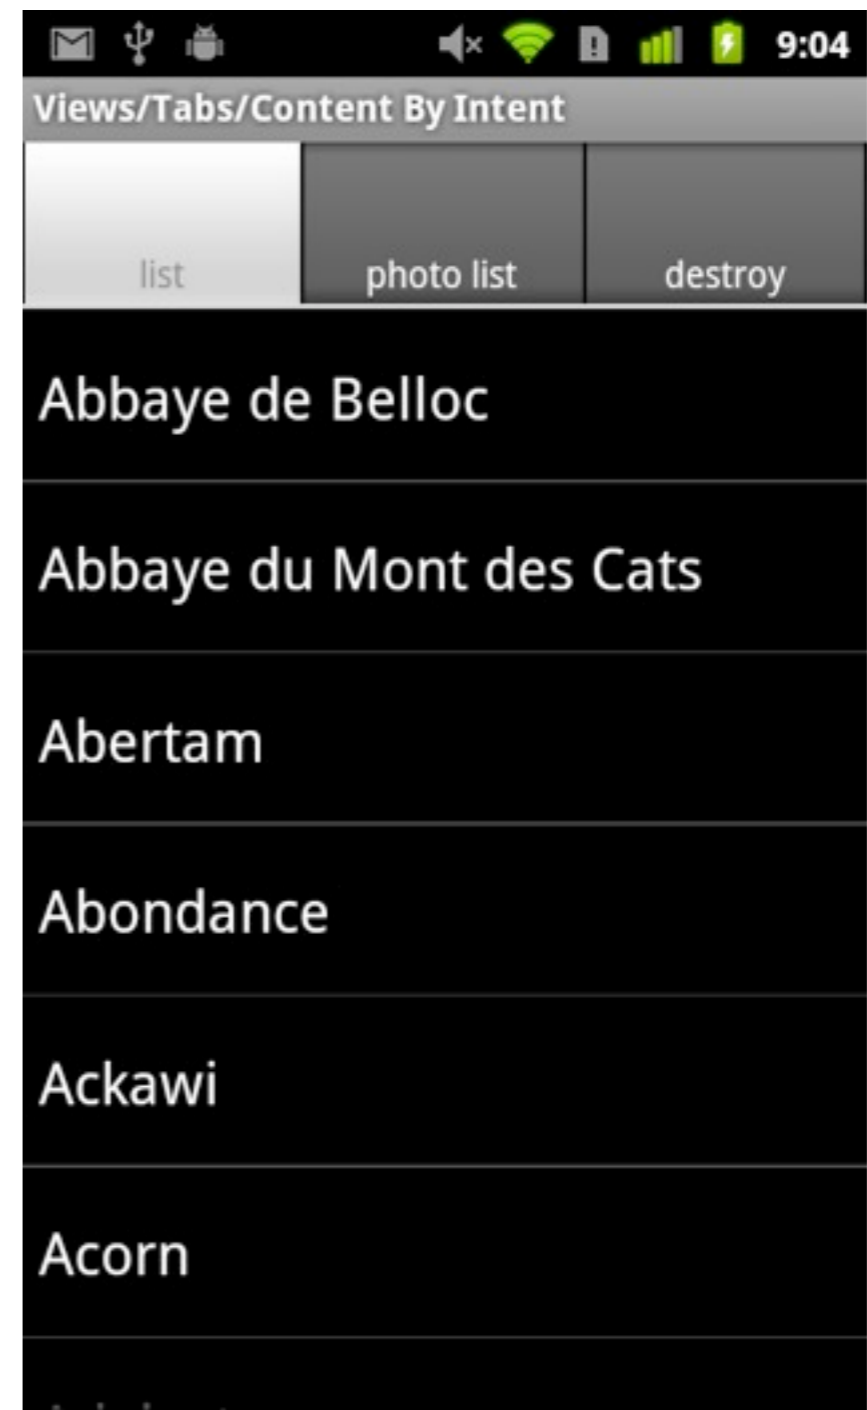 9:04
Views/Tabs/Content By Intent
list photo list destroy
Abbaye de Belloc
Abbaye du Mont des Cats
Abertam
Abondance
Ackawi
Acorn